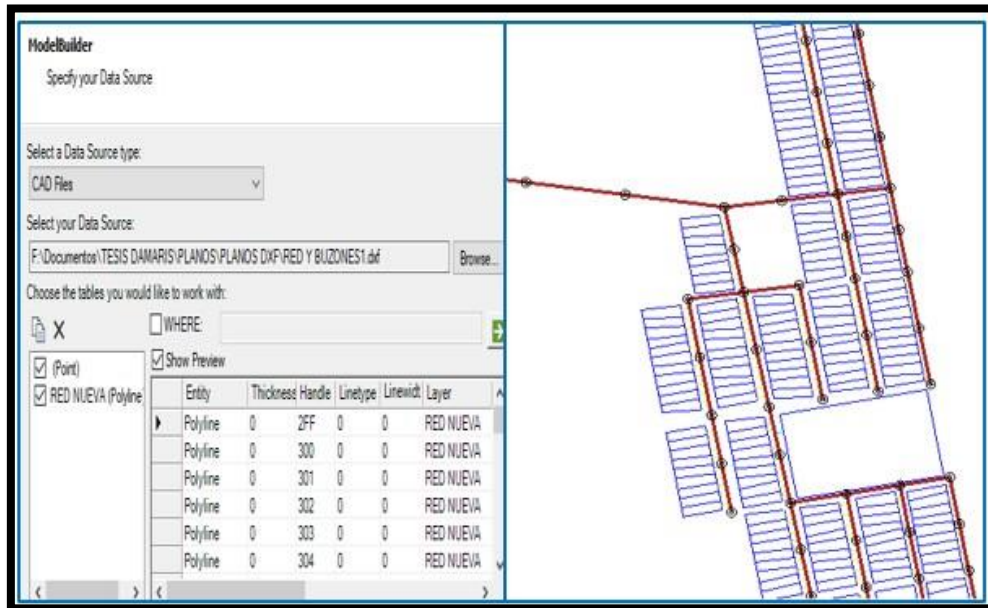 ModelBuilder
Specify your Data Source
Select a Data Source type:
CAD Files
Select your Data Source:
F:\Documentos\TESIS DAMARIS\PLANOS\PLANOS DXF\RED Y BUZONES1.dxf Browse...
Choose the tables you would like to work with:
WHERE:
Show Preview
(Point)
RED NUEVA (Polyline
Entity Thickness Handle Linetype Linewidt Layer
Polyline 0 2FF 0 0 RED NUEVA
Polyline 0 300 0 0 RED NUEVA
Polyline 0 301 0 0 RED NUEVA
Polyline 0 302 0 0 RED NUEVA
Polyline 0 303 0 0 RED NUEVA
Polyline 0 304 0 0 RED NUEVA